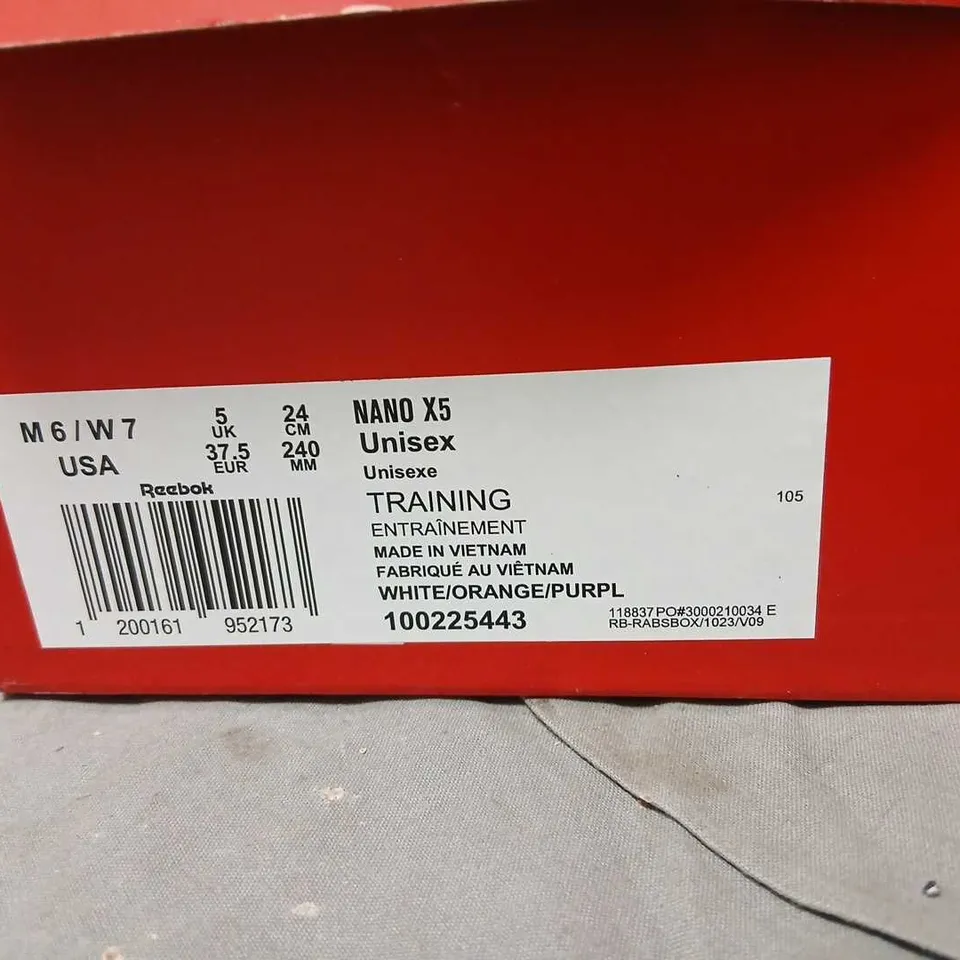 M 6 / W 7
USA
5
UK
37.5
EUR
24
CM
240
MM
Reebok
1 200161 952173
NANO X5
Unisex
Unisexe
TRAINING
ENTRAÎNEMENT
MADE IN VIETNAM
FABRIQUÉ AU VIÊTNAM
WHITE/ORANGE/PURPL
100225443
105
118837 PO#3000210034 E
RB-RABSBOX/1023/V09